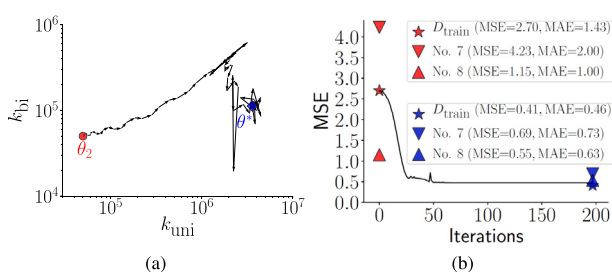 10^6
10^5
10^4
k_bi
θ_2
θ*
10^5
10^6
10^7
k_uni
(a)
4.0
3.5
3.0
2.5
2.0
1.5
1.0
0.5
0.0
MSE
D_train (MSE=2.70, MAE=1.43)
No. 7 (MSE=4.23, MAE=2.00)
No. 8 (MSE=1.15, MAE=1.00)
D_train (MSE=0.41, MAE=0.46)
No. 7 (MSE=0.69, MAE=0.73)
No. 8 (MSE=0.55, MAE=0.63)
0 50 100 150 200
Iterations
(b)